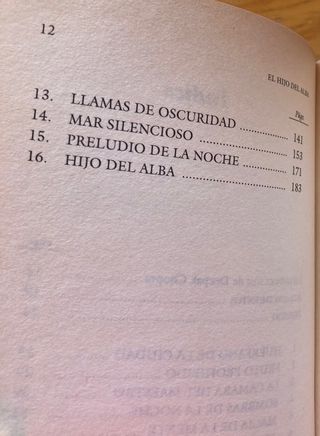 12
EL HIJO DEL ALBA
Págs.
13. LLAMAS DE OSCURIDAD .................. 141
14. MAR SILENCIOSO .................. 153
15. PRELUDIO DE LA NOCHE .................. 171
16. HIJO DEL ALBA .................. 183